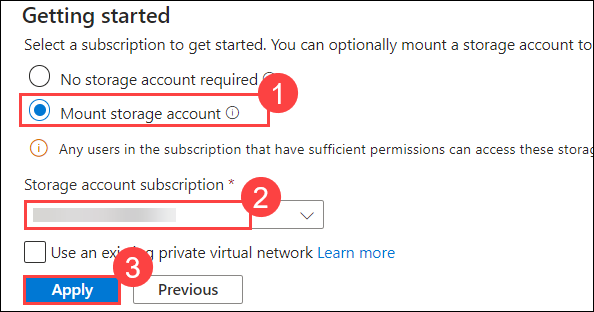 Getting started
Select a subscription to get started. You can optionally mount a storage account to
No storage account required
1
Mount storage account
Any users in the subscription that have sufficient permissions can access these storag
Storage account subscription *
2
Use an existing private virtual network Learn more
3
Apply Previous